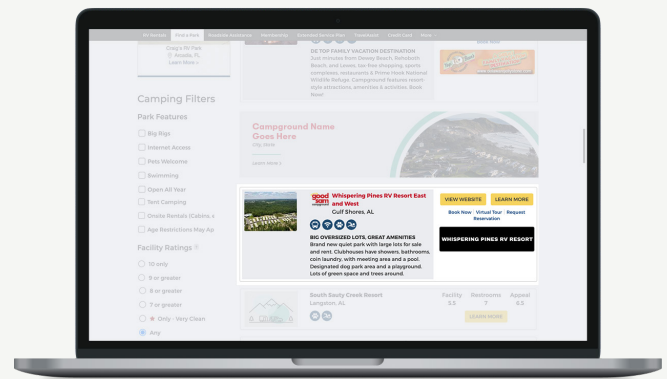 RV Rentals Find a Park Roadside Assistance Membership Extended Service Plan Travel Assist Credit Card More
Craig's RV Park
Arcadia, FL
Learn More
Camping Filters
Park Features
Big Rigs
Internet Access
Pets Welcome
Swimming
Open All Year
Tent Camping
Onsite Rentals (Cabins, a
Age Restrictions May Ap
Facility Ratings
10 only
9 or greater
8 or greater
7 or greater
Only - Very Clean
Any
DE TOP FAMILY VACATION DESTINATION
Just minutes from Dewey Beach, Rehoboth
Beach, and Lewes, tax-free shopping, sports
complexes, restaurants & Prime Hook National
Wildlife Refuge. Campground features resort
style attractions, amenities & activities. Book
Now!
Campground Name
Goes Here
City, State
LEARN MORE
good
sam
Whispering Pines RV Resort East
and West
Gulf Shores, AL
BIG OVERSIZED LOTS, GREAT AMENITIES
Brand new quiet park with large lots for sale
and rent. Clubhouses have showers, bathrooms,
coin laundry, with meeting area and a pool.
Designated dog park area and a playground.
Lots of green space and trees around.
VIEW WEBSITE LEARN MORE
Book Now Virtual Tour Request
Reservation
WHISPERING PINES RV RESORT
South Sauty Creek Resort
Langston, AL
Facility Restrooms Appeal
5.5 7 8.5
LEARN MORE